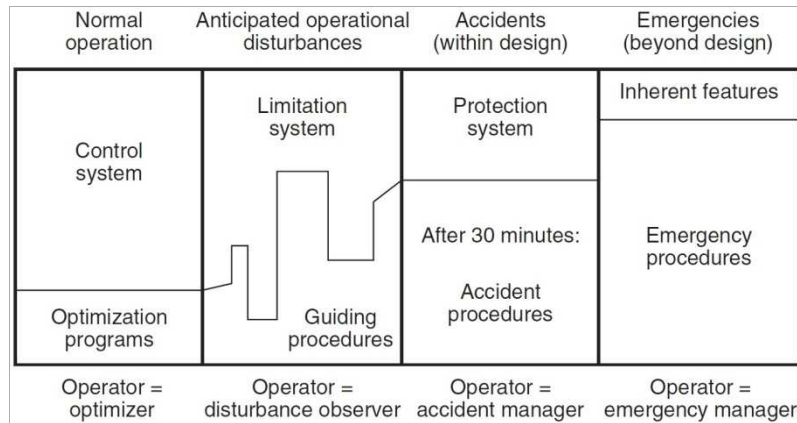 Normal
operation
Anticipated operational
disturbances
Accidents
(within design)
Emergencies
(beyond design)
Control
system
Optimization
programs
Limitation
system
Guiding
procedures
Protection
system
After 30 minutes:
Accident
procedures
Inherent features
Emergency
procedures
Operator =
optimizer
Operator =
disturbance observer
Operator =
accident manager
Operator =
emergency manager